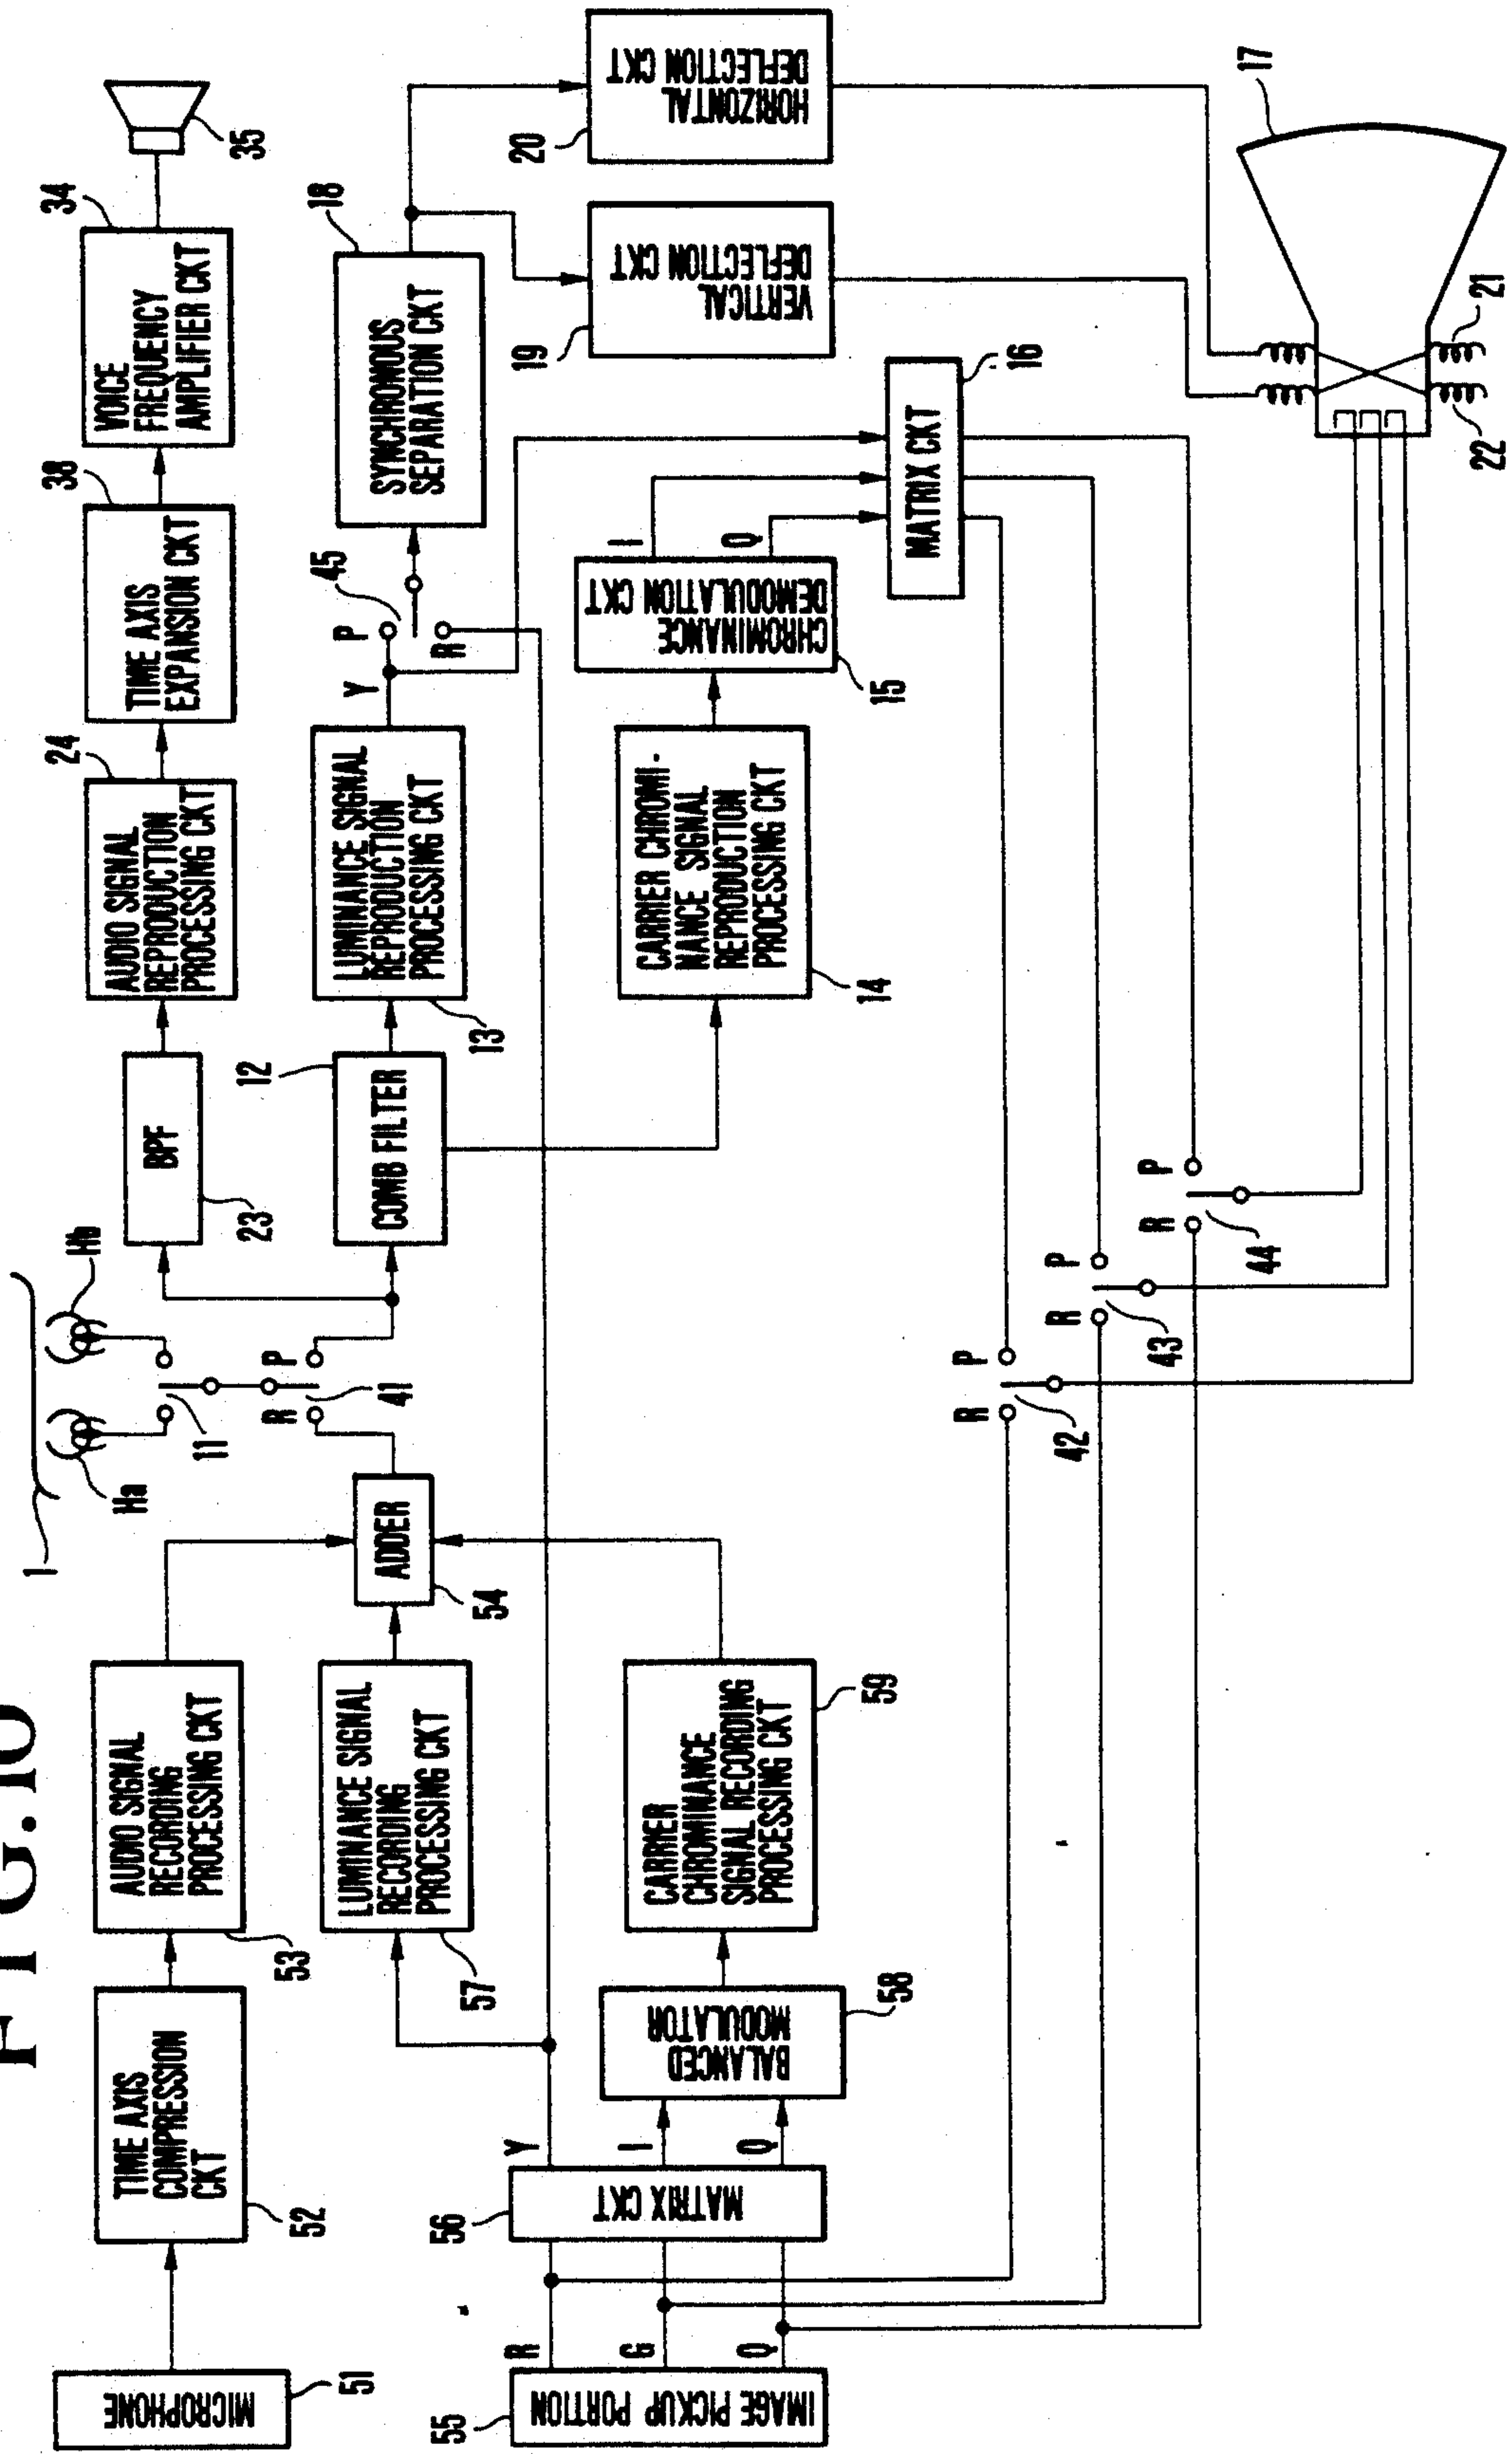 FIG.10
1
Ha
Hb
11
R
P
41
MICROPHONE
51
TIME AXIS
COMPRESSION
CKT
52
AUDIO SIGNAL
RECORDING
PROCESSING CKT
53
ADDER
54
BPF
23
AUDIO SIGNAL
REPRODUCTION
PROCESSING CKT
24
TIME AXIS
EXPANSION CKT
38
VOICE
FREQUENCY
AMPLIFIER CKT
34
35
LUMINANCE SIGNAL
RECORDING
PROCESSING CKT
57
COMB FILTER
12
LUMINANCE SIGNAL
REPRODUCTION
PROCESSING CKT
13
Y
P
R
45
SYNCHRONOUS
SEPARATION CKT
18
IMAGE PICKUP PORTION
55
R
G
Q
MATRIX CKT
56
Y
I
Q
BALANCED
MODULATOR
58
CARRIER
CHROMINANCE
SIGNAL RECORDING
PROCESSING CKT
59
CARRIER CHROMI-
NANCE SIGNAL
REPRODUCTION
PROCESSING CKT
14
CHROMINANCE
DEMODULATION CKT
15
I
Q
VERTICAL
DEFLECTION CKT
19
HORIZONTAL
DEFLECTION CKT
20
MATRIX CKT
16
R
P
42
R
P
43
R
P
44
17
22
21